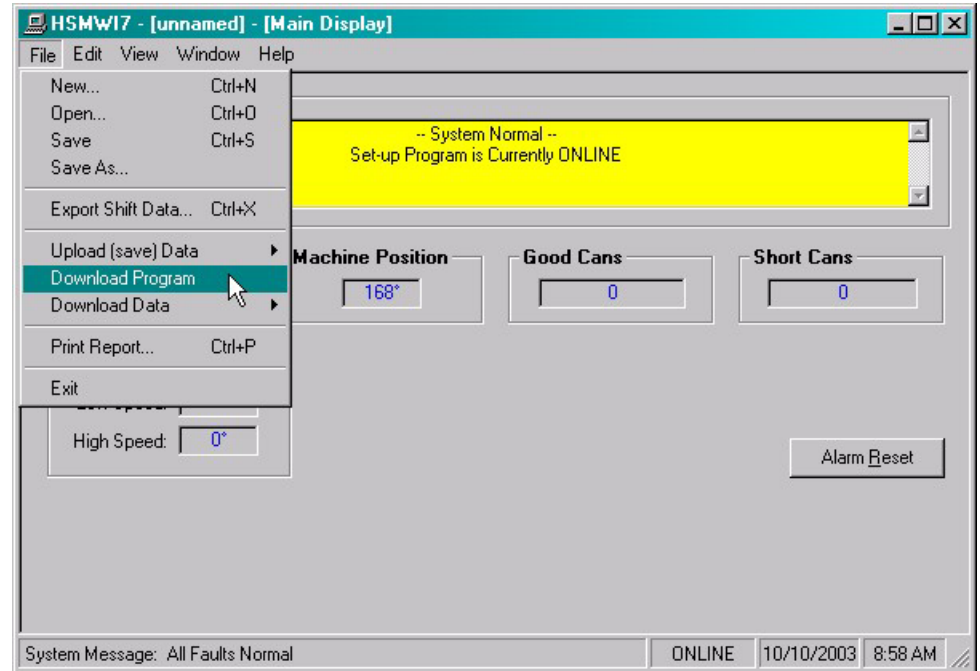 HSMWI7 - [unnamed] - [Main Display]
File Edit View Window Help
New... Ctrl+N
Open... Ctrl+O
Save Ctrl+S
Save As...
Export Shift Data... Ctrl+X
Upload (save) Data
Download Program
Download Data
Print Report... Ctrl+P
Exit
-- System Normal --
Set-up Program is Currently ONLINE
Machine Position
168°
Good Cans
0
Short Cans
0
High Speed: 0°
Alarm Reset
System Message: All Faults Normal
ONLINE
10/10/2003
8:58 AM